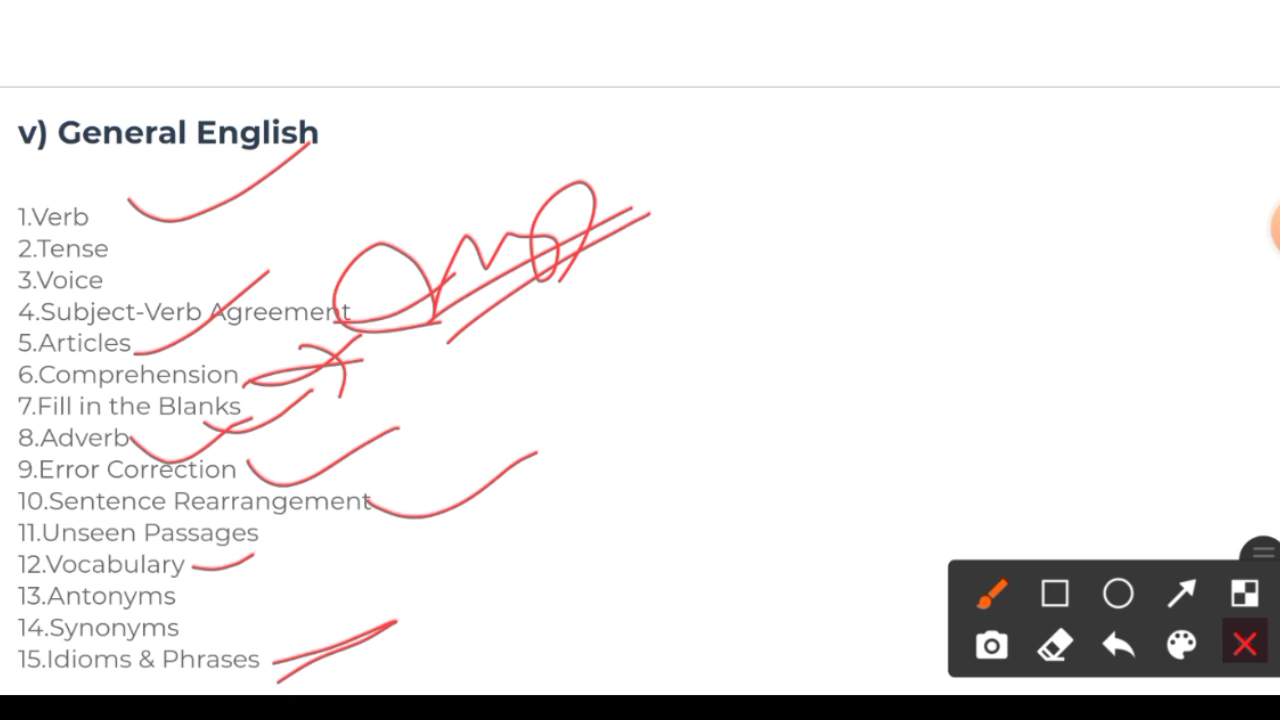 v) General English
1.Verb
2.Tense
3.Voice
4.Subject-Verb Agreement
5.Articles
6.Comprehension
7.Fill in the Blanks
8.Adverb
9.Error Correction
10.Sentence Rearrangement
11.Unseen Passages
12.Vocabulary
13.Antonyms
14.Synonyms
15.Idioms & Phrases